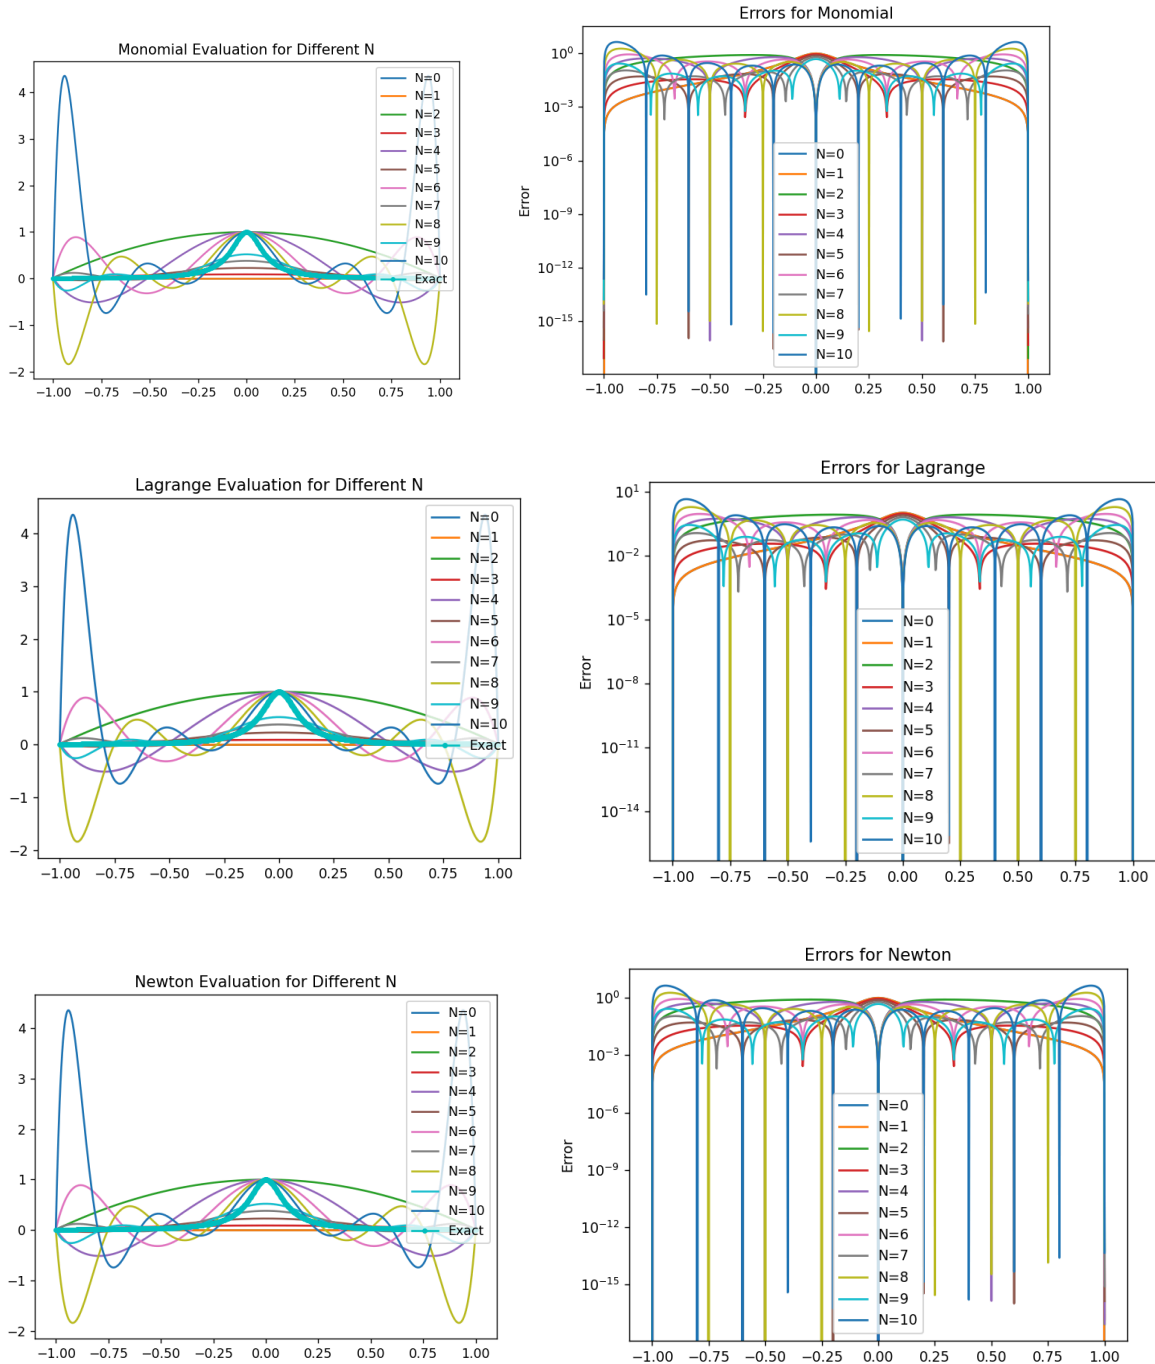 Monomial Evaluation for Different N
4
3
2
1
0
−1
−2
−1.00 −0.75 −0.50 −0.25 0.00 0.25 0.50 0.75 1.00
N=0
N=1
N=2
N=3
N=4
N=5
N=6
N=7
N=8
N=9
N=10
Exact
Errors for Monomial
Error
10⁰
10⁻³
10⁻⁶
10⁻⁹
10⁻¹²
10⁻¹⁵
−1.00 −0.75 −0.50 −0.25 0.00 0.25 0.50 0.75 1.00
N=0
N=1
N=2
N=3
N=4
N=5
N=6
N=7
N=8
N=9
N=10
Lagrange Evaluation for Different N
4
3
2
1
0
−1
−2
−1.00 −0.75 −0.50 −0.25 0.00 0.25 0.50 0.75 1.00
N=0
N=1
N=2
N=3
N=4
N=5
N=6
N=7
N=8
N=9
N=10
Exact
Errors for Lagrange
Error
10¹
10⁻²
10⁻⁵
10⁻⁸
10⁻¹¹
10⁻¹⁴
−1.00 −0.75 −0.50 −0.25 0.00 0.25 0.50 0.75 1.00
N=0
N=1
N=2
N=3
N=4
N=5
N=6
N=7
N=8
N=9
N=10
Newton Evaluation for Different N
4
3
2
1
0
−1
−2
−1.00 −0.75 −0.50 −0.25 0.00 0.25 0.50 0.75 1.00
N=0
N=1
N=2
N=3
N=4
N=5
N=6
N=7
N=8
N=9
N=10
Exact
Errors for Newton
Error
10⁰
10⁻³
10⁻⁶
10⁻⁹
10⁻¹²
10⁻¹⁵
−1.00 −0.75 −0.50 −0.25 0.00 0.25 0.50 0.75 1.00
N=0
N=1
N=2
N=3
N=4
N=5
N=6
N=7
N=8
N=9
N=10